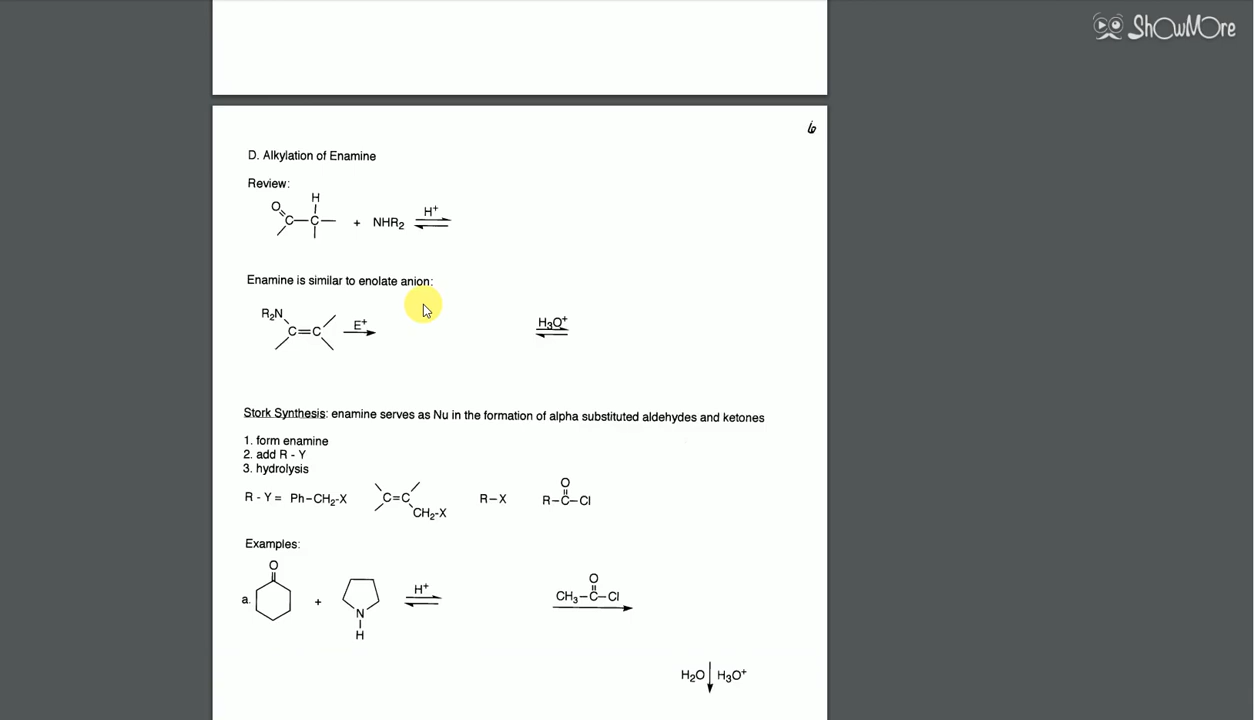 ShowMore
6
D. Alkylation of Enamine
Review:
O H
C C + NHR2 H+
Enamine is similar to enolate anion:
R2N
C=C E+ H3O+
Stork Synthesis: enamine serves as Nu in the formation of alpha substituted aldehydes and ketones
1. form enamine
2. add R - Y
3. hydrolysis
R - Y = Ph-CH2-X C=C CH2-X R-X R-C-Cl O
Examples:
a. O + N H H+ CH3-C-Cl O
H2O H3O+